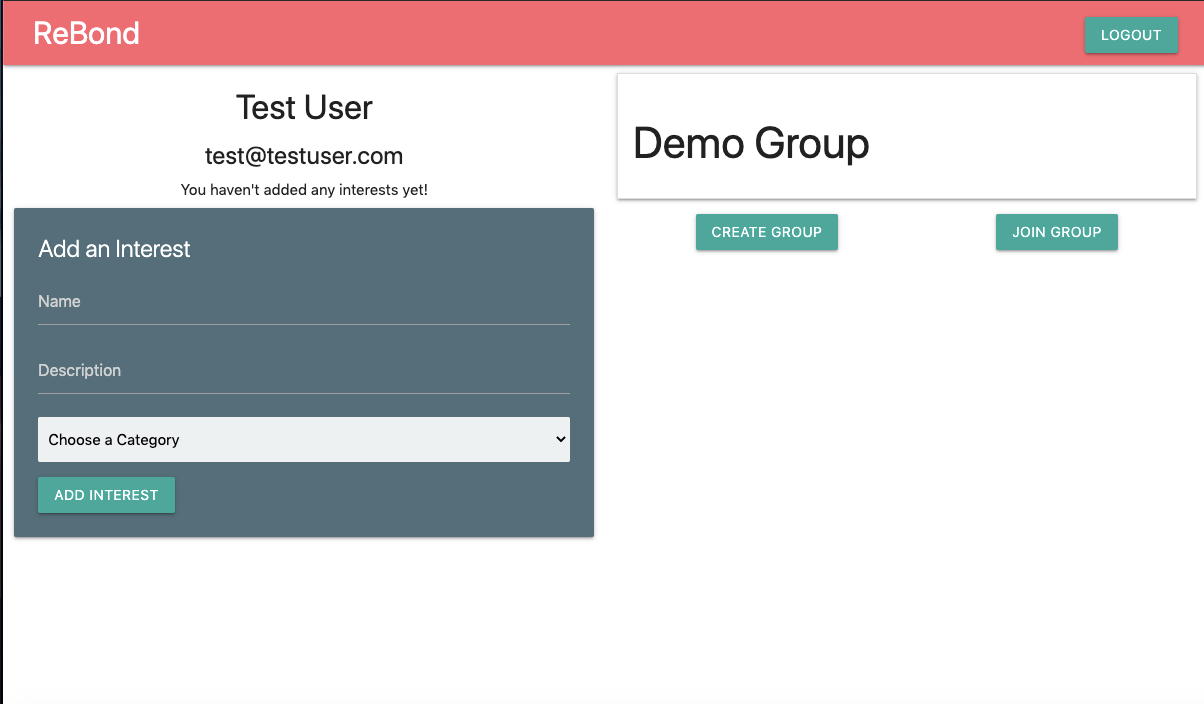 ReBond
LOGOUT
Test User
test@testuser.com
You haven't added any interests yet!
Add an Interest
Name
Description
Choose a Category
ADD INTEREST
Demo Group
CREATE GROUP
JOIN GROUP